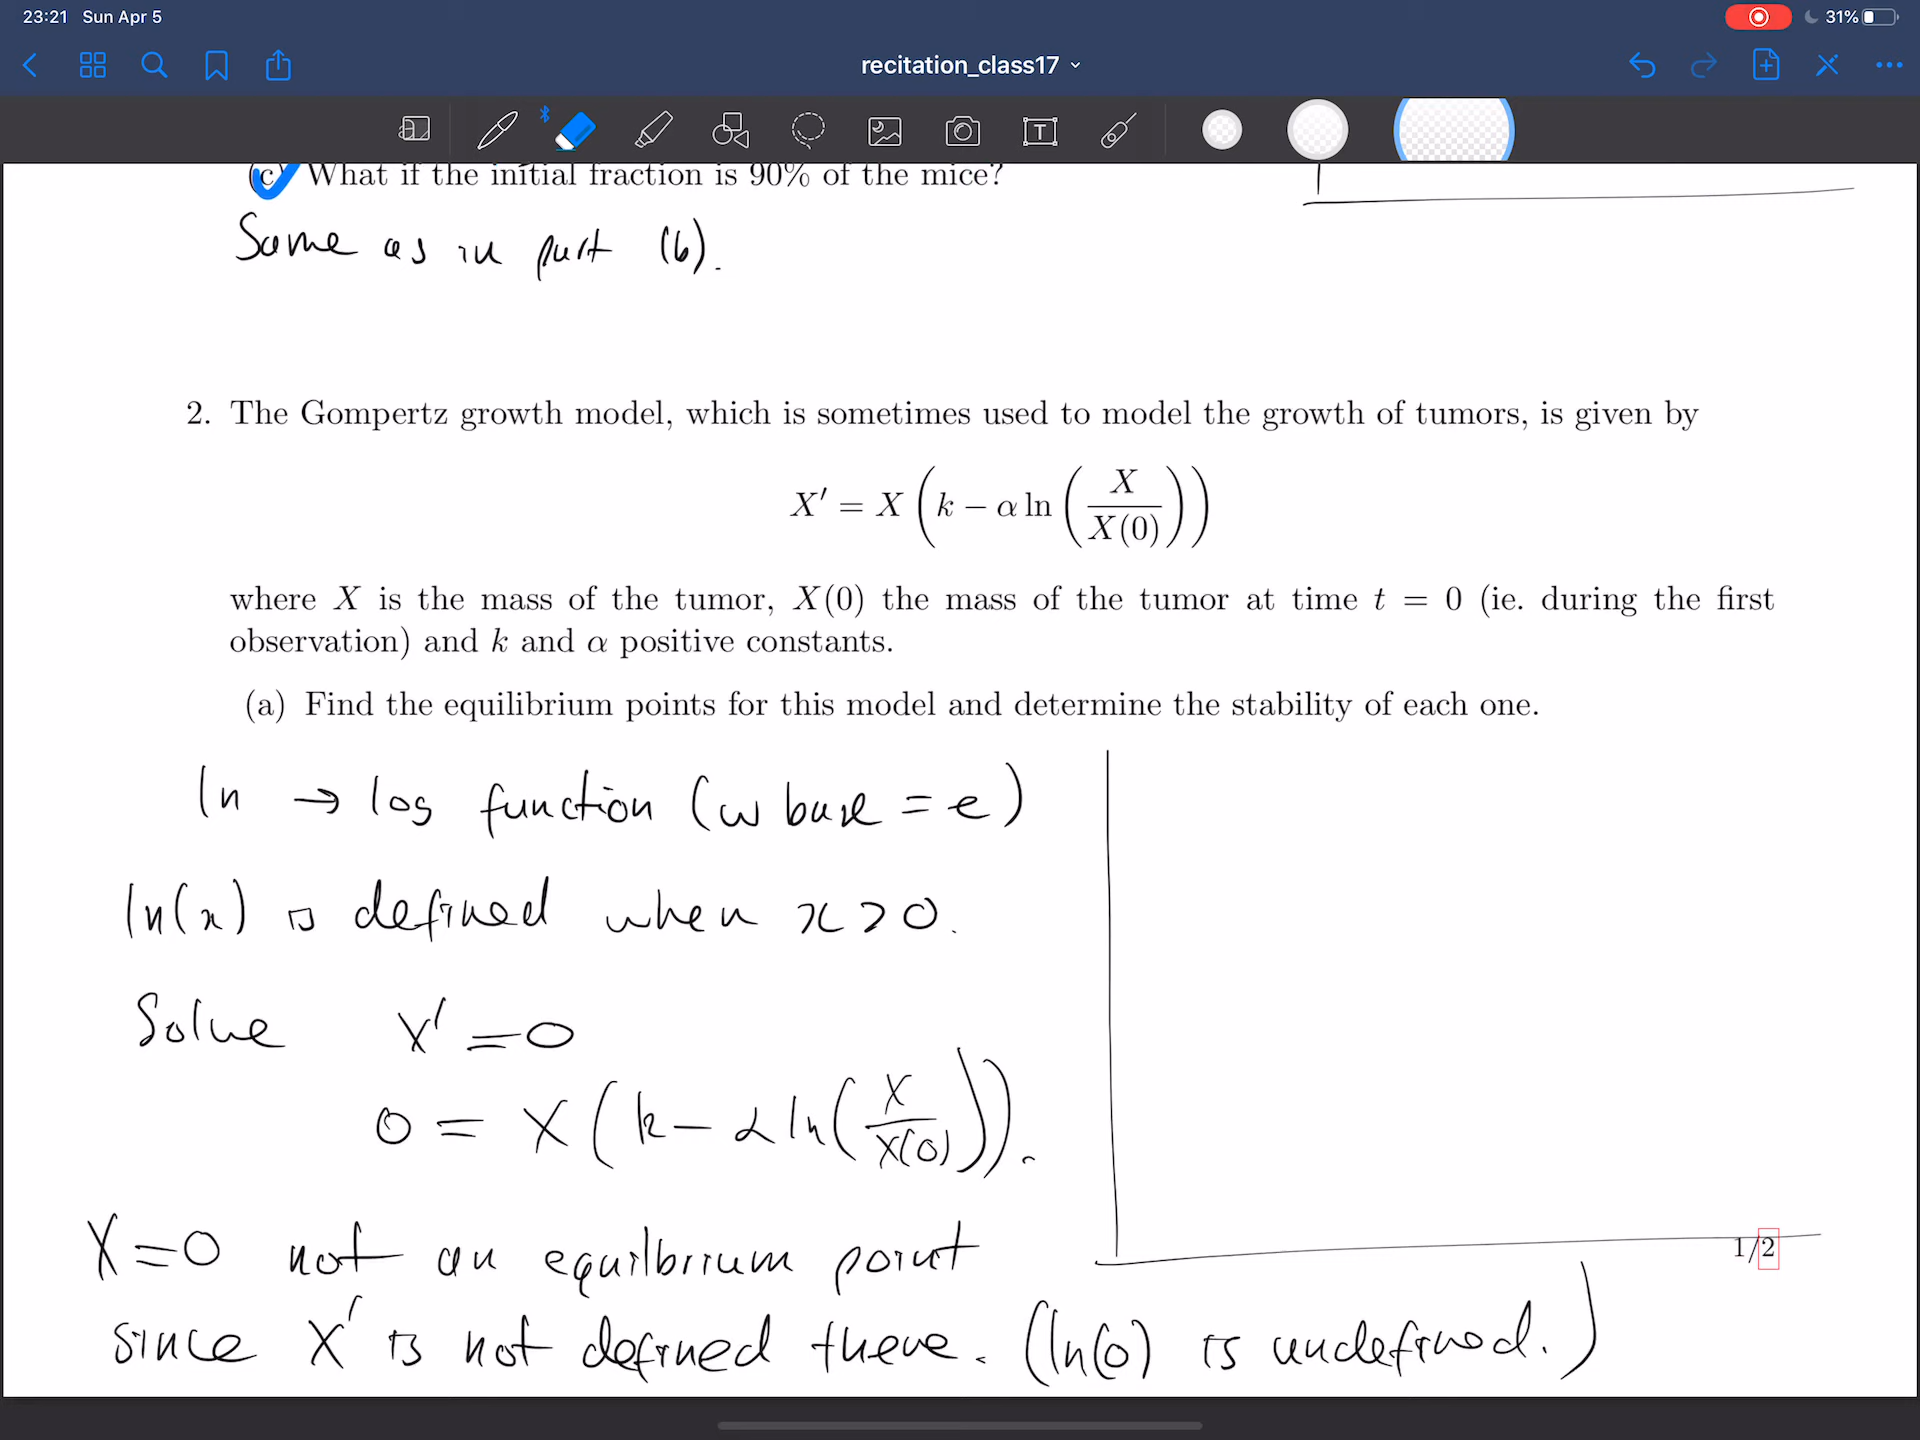 23:21 Sun Apr 5
31%
recitation_class17
(c) What if the initial fraction is 90% of the mice?
Same as in part (b).
2. The Gompertz growth model, which is sometimes used to model the growth of tumors, is given by
X′ = X (k − α ln (X / X(0)))
where X is the mass of the tumor, X(0) the mass of the tumor at time t = 0 (ie. during the first
observation) and k and α positive constants.
(a) Find the equilibrium points for this model and determine the stability of each one.
ln → log function (w base = e)
ln(x) is defined when x > 0.
Solve X′ = 0
0 = X (k − α ln (X / X(0))).
X = 0 not an equilbrium point
1/2
since X′ is not defined there. (ln(0) is undefined.)